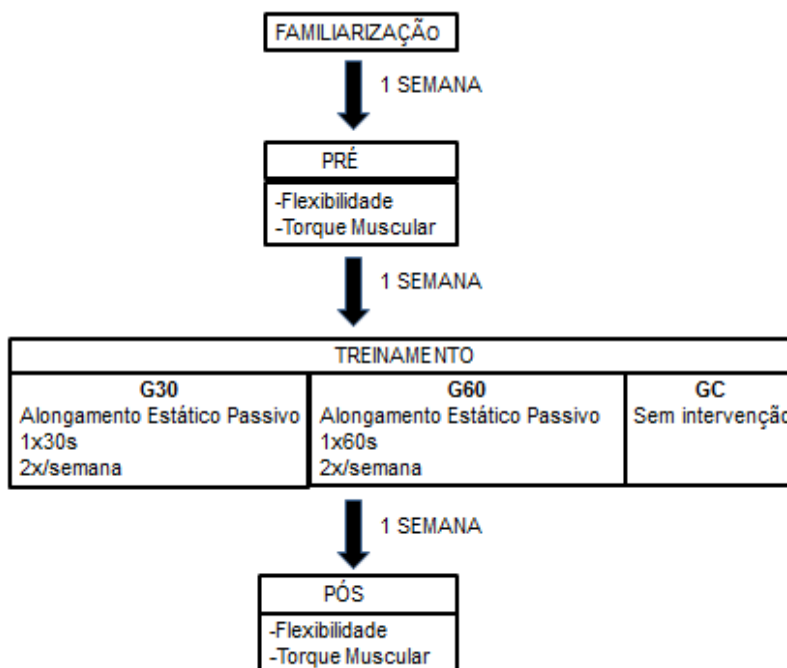 FAMILIARIZAÇÃo
1 SEMANA
PRÉ
-Flexibilidade
-Torque Muscular
1 SEMANA
TREINAMENTO
G30
Alongamento Estático Passivo
1x30s
2x/semana
G60
Alongamento Estático Passivo
1x60s
2x/semana
GC
Sem intervenção
1 SEMANA
PÓS
-Flexibilidade
-Torque Muscular